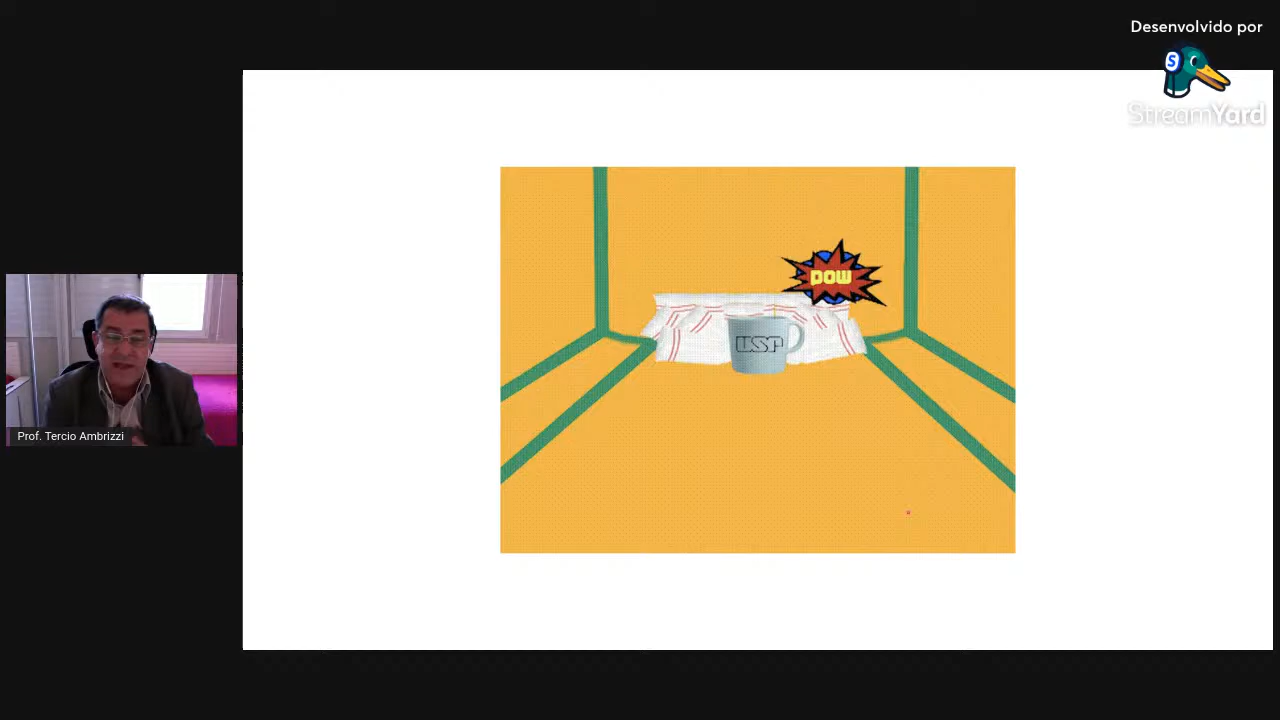 Desenvolvido por
S
StreamYard
POW
USP
Prof. Tercio Ambrizzi